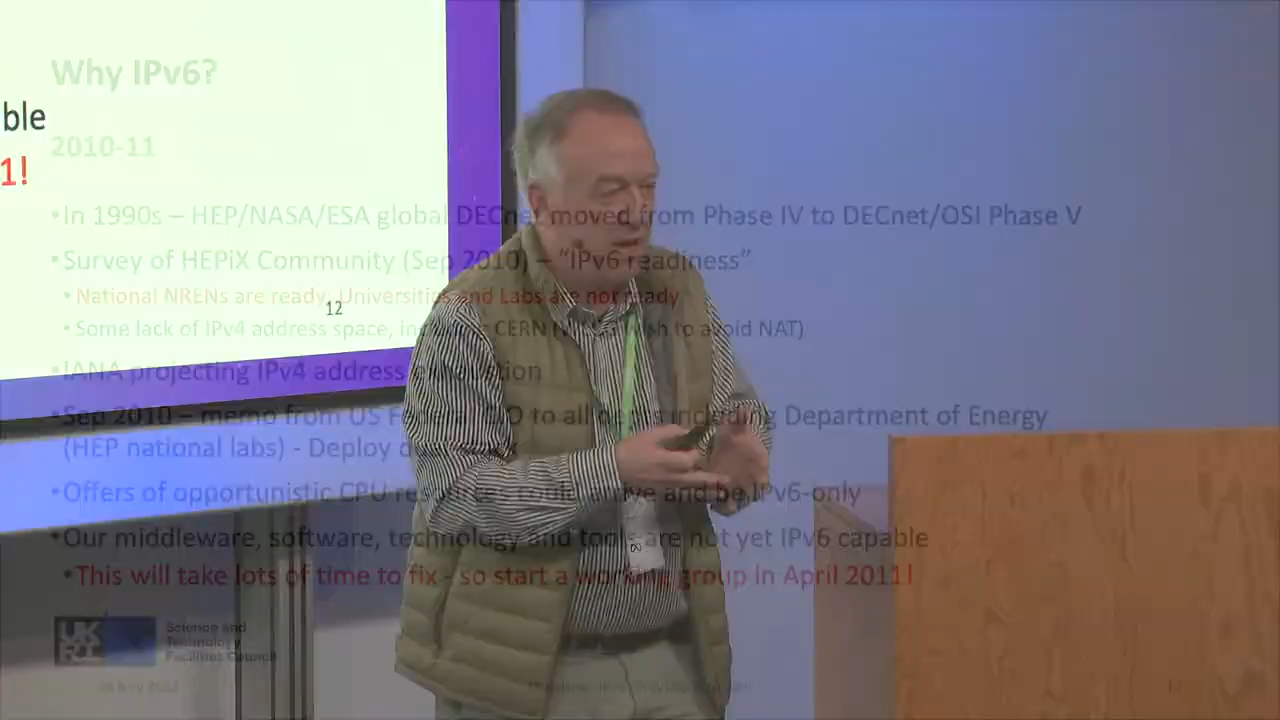 Why IPv6?
ble
2010-11
1!
•In 1990s – HEP/NASA/ESA global DECnet moved from Phase IV to DECnet/OSI Phase V
•Survey of HEPiX Community (Sep 2010) – “IPv6 readiness”
•National NRENs are ready, Universities and Labs are not ready
12
•Some lack of IPv4 address space, including CERN wish to avoid NAT)
•IANA projecting IPv4 address exhaustion
•Sep 2010 – memo from US Federal CIO to all depts including Department of Energy
(HEP national labs) - Deploy
•Offers of opportunistic CPU resources could arrive and be IPv6-only
•Our middleware, software, technology and tools are not yet IPv6 capable
•This will take lots of time to fix - so start a working group in April 2011!
UK
RI
Science and
Technology
Facilities Council
8